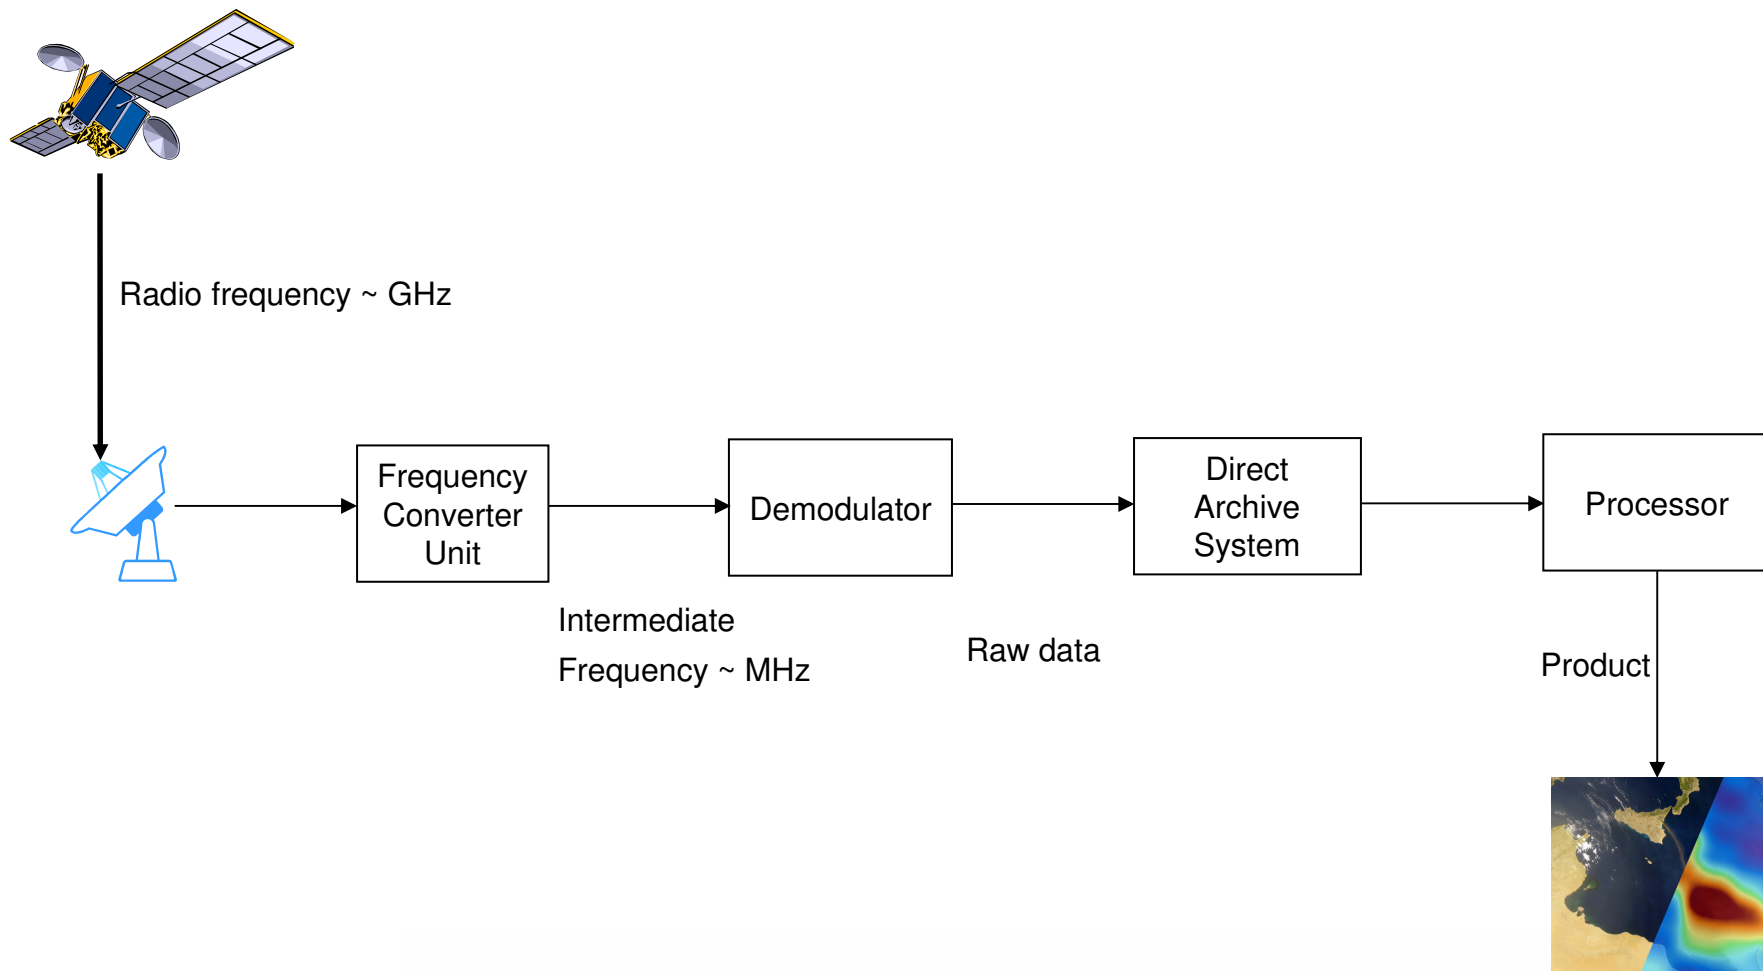 Radio frequency ~ GHz
Frequency
Converter
Unit
Demodulator
Direct
Archive
System
Processor
Intermediate
Frequency ~ MHz
Raw data
Product